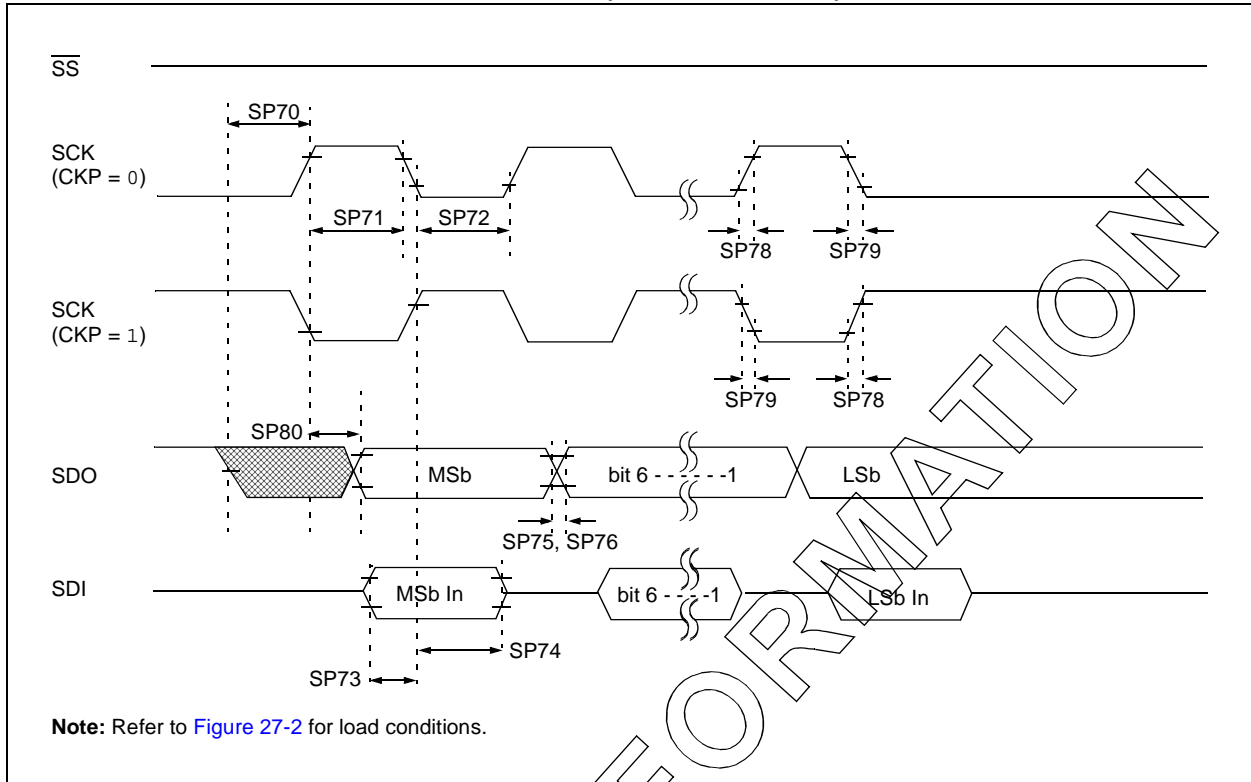 SS
SP70
SCK
(CKP = 0)
SP71
SP72
SP78
SP79
SCK
(CKP = 1)
SP79
SP78
SP80
SDO
MSb
bit 6 - - - - - -1
LSb
SP75, SP76
SDI
MSb In
bit 6 - - - - -1
LSb In
SP74
SP73
Note: Refer to Figure 27-2 for load conditions.
FORMATION